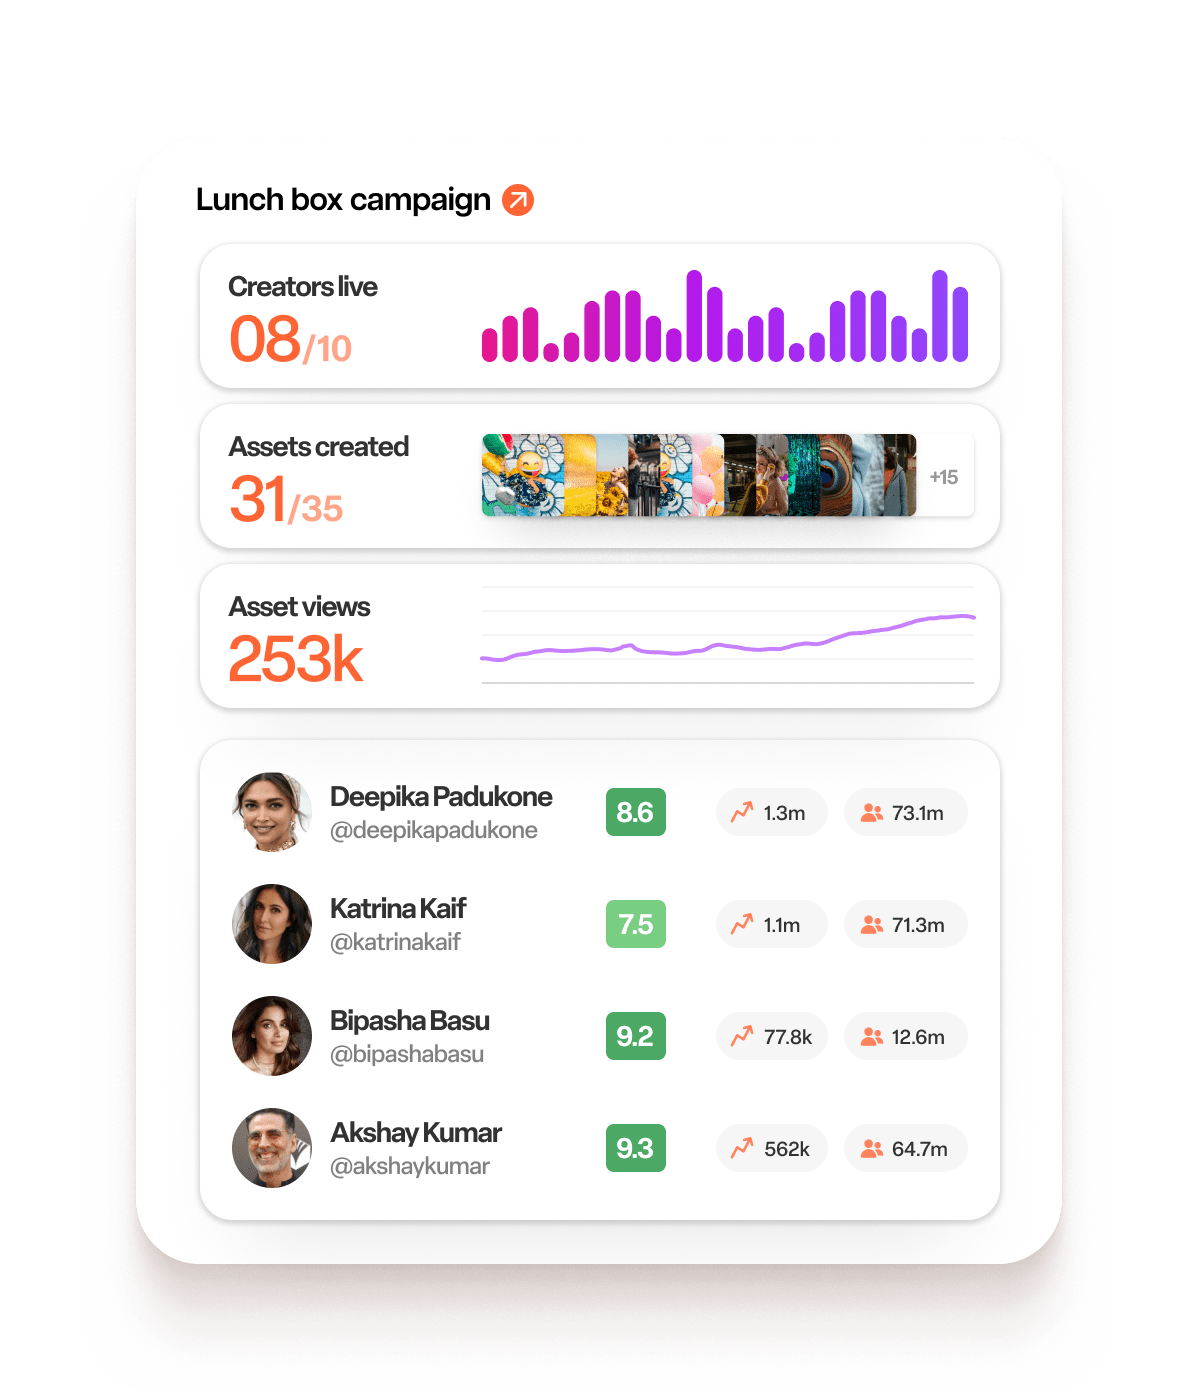 Lunch box campaign
Creators live
08/10
Assets created
31/35
+15
Asset views
253k
Deepika Padukone
@deepikapadukone
8.6
1.3m
73.1m
Katrina Kaif
@katrinakaif
7.5
1.1m
71.3m
Bipasha Basu
@bipashabasu
9.2
77.8k
12.6m
Akshay Kumar
@akshaykumar
9.3
562k
64.7m